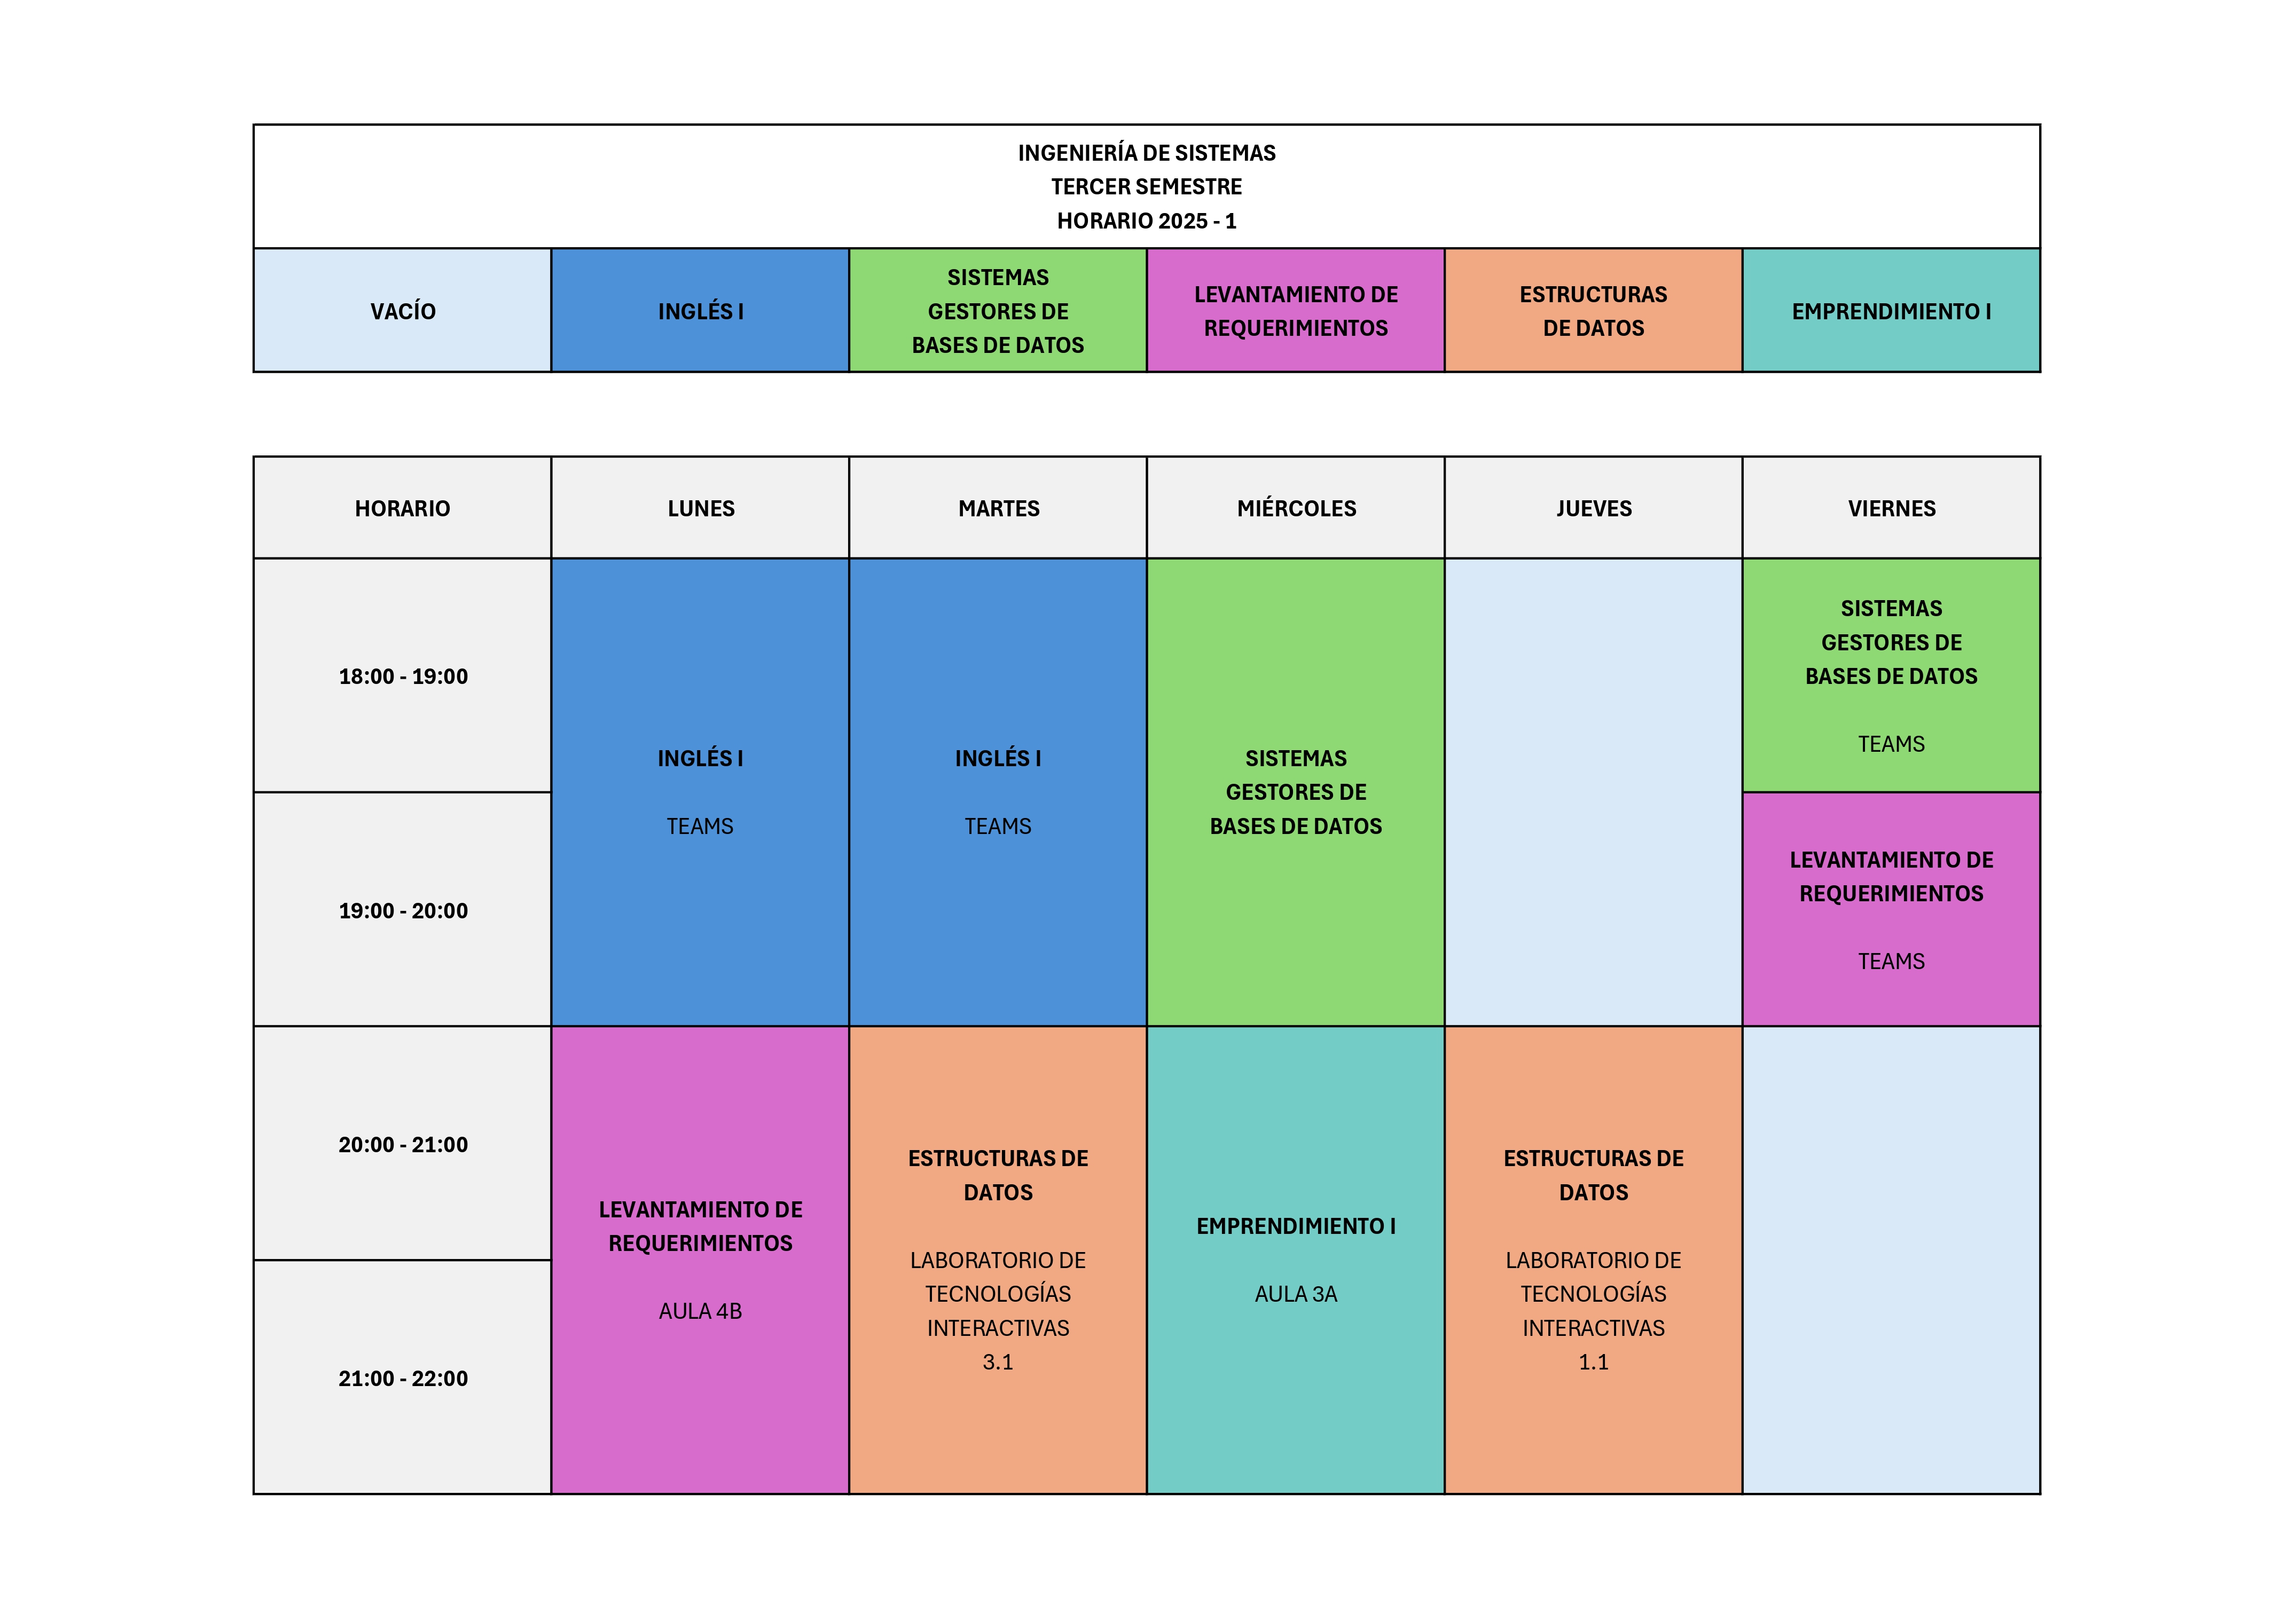 INGENIERÍA DE SISTEMAS
TERCER SEMESTRE
HORARIO 2025 - 1
VACÍO
INGLÉS I
SISTEMAS
GESTORES DE
BASES DE DATOS
LEVANTAMIENTO DE
REQUERIMIENTOS
ESTRUCTURAS
DE DATOS
EMPRENDIMIENTO I
HORARIO
LUNES
MARTES
MIÉRCOLES
JUEVES
VIERNES
18:00 - 19:00
INGLÉS I
TEAMS
INGLÉS I
TEAMS
SISTEMAS
GESTORES DE
BASES DE DATOS
SISTEMAS
GESTORES DE
BASES DE DATOS
TEAMS
19:00 - 20:00
LEVANTAMIENTO DE
REQUERIMIENTOS
TEAMS
20:00 - 21:00
LEVANTAMIENTO DE
REQUERIMIENTOS
AULA 4B
ESTRUCTURAS DE
DATOS
LABORATORIO DE
TECNOLOGÍAS
INTERACTIVAS
3.1
EMPRENDIMIENTO I
AULA 3A
ESTRUCTURAS DE
DATOS
LABORATORIO DE
TECNOLOGÍAS
INTERACTIVAS
1.1
21:00 - 22:00